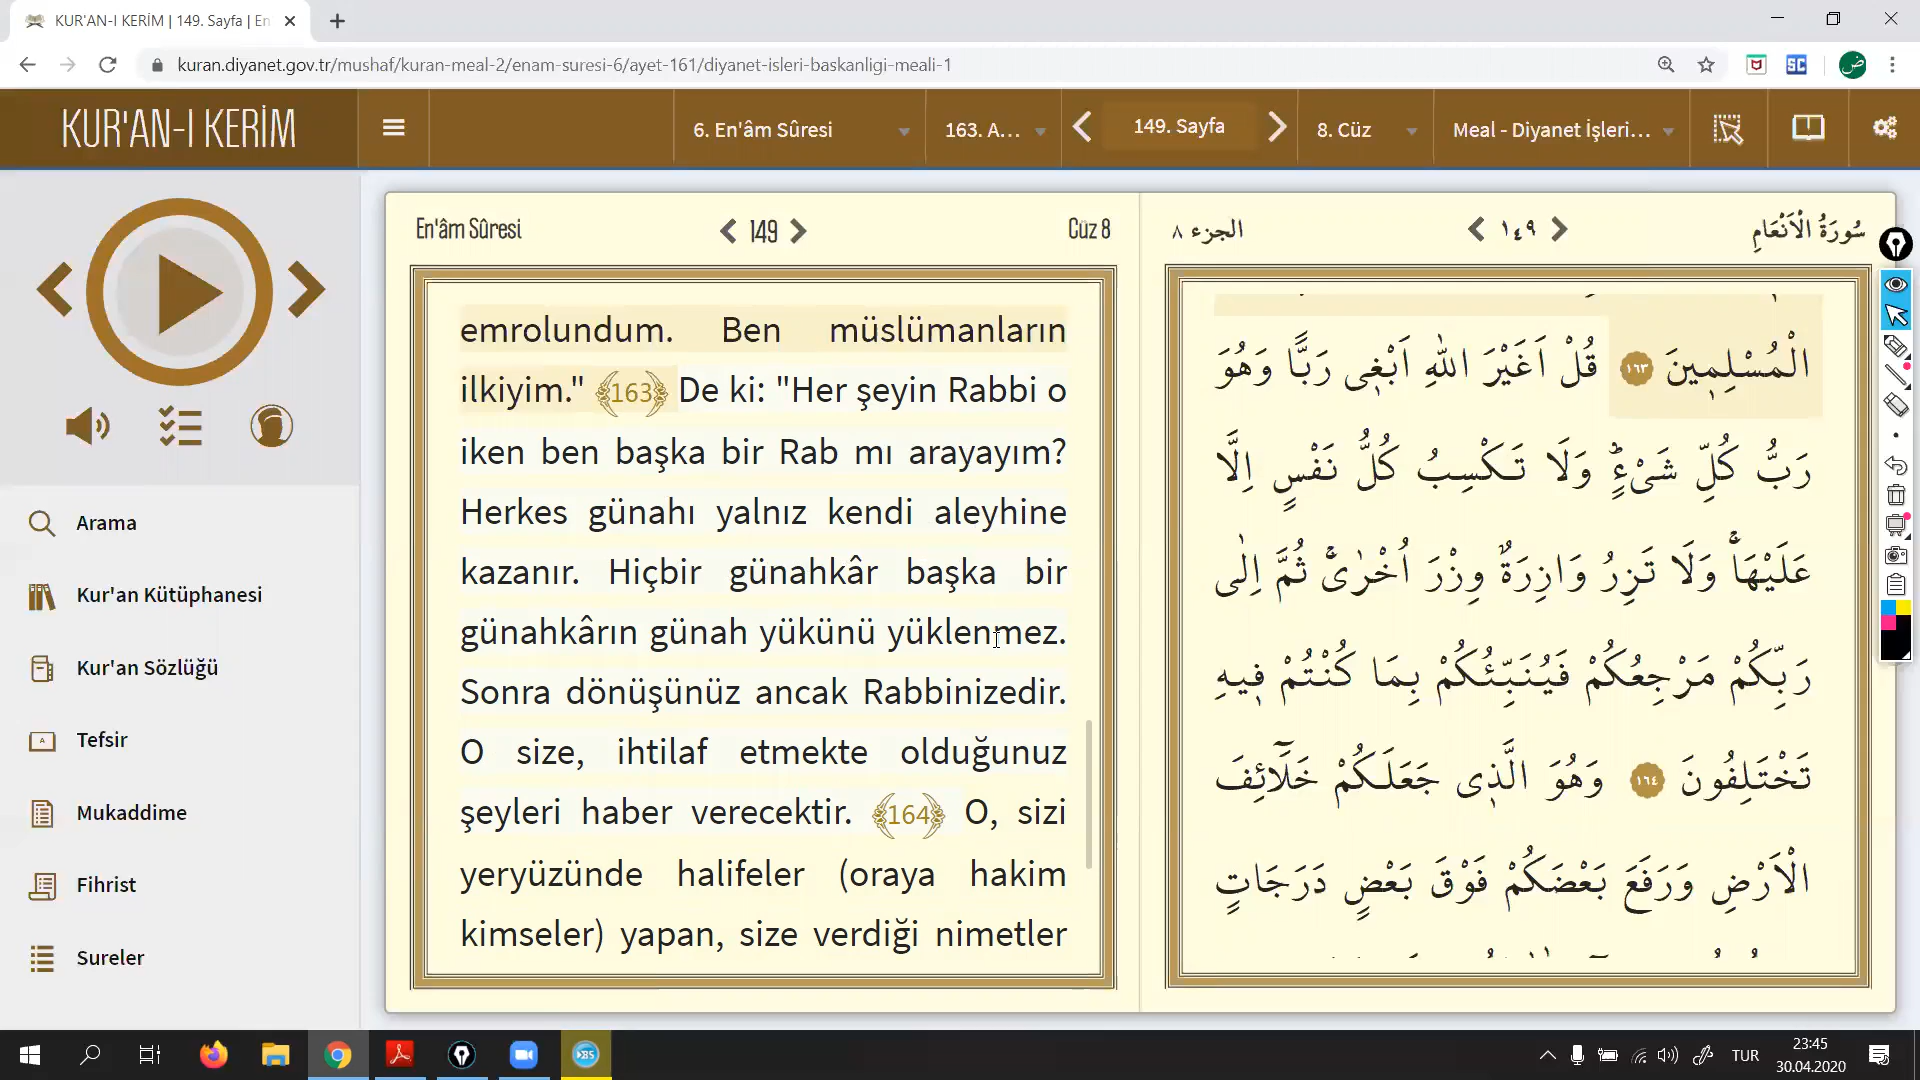 KUR'AN-I KERİM | 149. Sayfa | En
kuran.diyanet.gov.tr/mushaf/kuran-meal-2/enam-suresi-6/ayet-161/diyanet-isleri-baskanligi-meali-1
KUR'AN-I KERİM
6. En'âm Sûresi
163. A...
149. Sayfa
8. Cüz
Meal - Diyanet İşleri...
Arama
Kur'an Kütüphanesi
Kur'an Sözlüğü
Tefsir
Mukaddime
Fihrist
Sureler
En'âm Sûresi
149
Cüz 8
emrolundum. Ben müslümanların
ilkiyim." ﴾163﴿ De ki: "Her şeyin Rabbi o
iken ben başka bir Rab mı arayayım?
Herkes günahı yalnız kendi aleyhine
kazanır. Hiçbir günahkâr başka bir
günahkârın günah yükünü yüklenmez.
Sonra dönüşünüz ancak Rabbinizedir.
O size, ihtilaf etmekte olduğunuz
şeyleri haber verecektir. ﴾164﴿ O, sizi
yeryüzünde halifeler (oraya hakim
kimseler) yapan, size verdiği nimetler
الجزء ٨
١٤٩
سُورَةُ الْاَنْعَامِ
الْمُسْلِم۪ينَ ١٦٣ قُلْ اَغَيْرَ اللّٰهِ اَبْغ۪ي رَبًّا وَهُوَ
رَبُّ كُلِّ شَيْءٍۜ وَلَا تَكْسِبُ كُلُّ نَفْسٍ اِلَّا
عَلَيْهَاۚ وَلَا تَزِرُ وَازِرَةٌ وِزْرَ اُخْرٰىۚ ثُمَّ اِلٰى
رَبِّكُمْ مَرْجِعُكُمْ فَيُنَبِّئُكُمْ بِمَا كُنْتُمْ ف۪يهِ
تَخْتَلِفُونَ ١٦٤ وَهُوَ الَّذ۪ي جَعَلَكُمْ خَلَٓائِفَ
الْاَرْضِ وَرَفَعَ بَعْضَكُمْ فَوْقَ بَعْضٍ دَرَجَاتٍ
TUR
23:45
30.04.2020